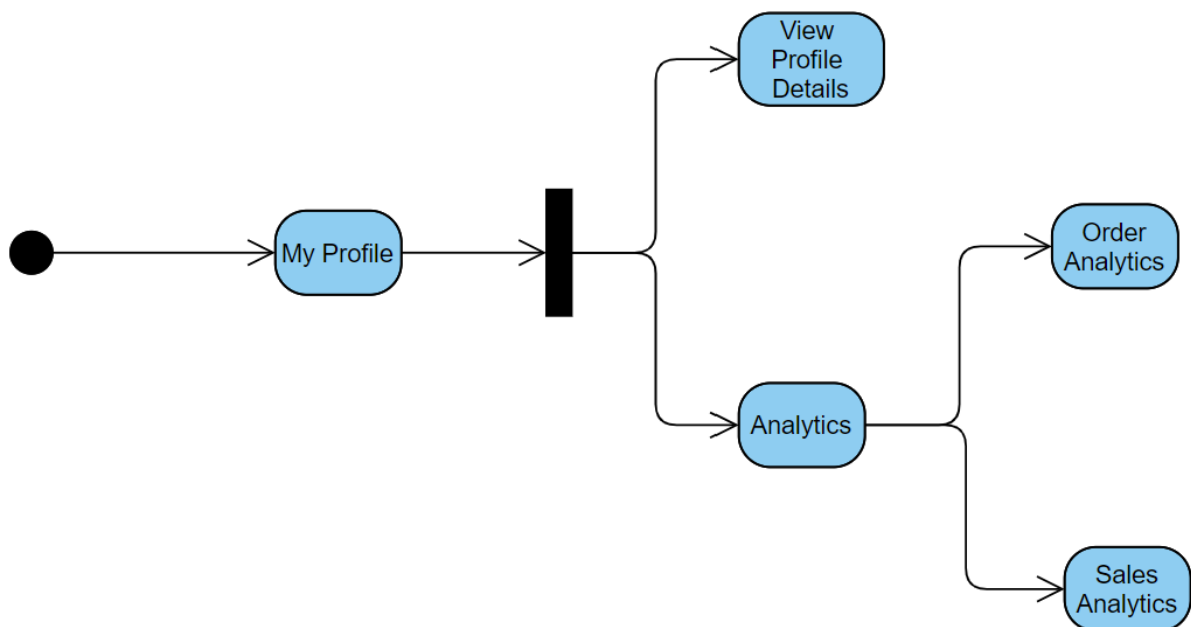 View
Profile
Details
My Profile
Order
Analytics
Analytics
Sales
Analytics